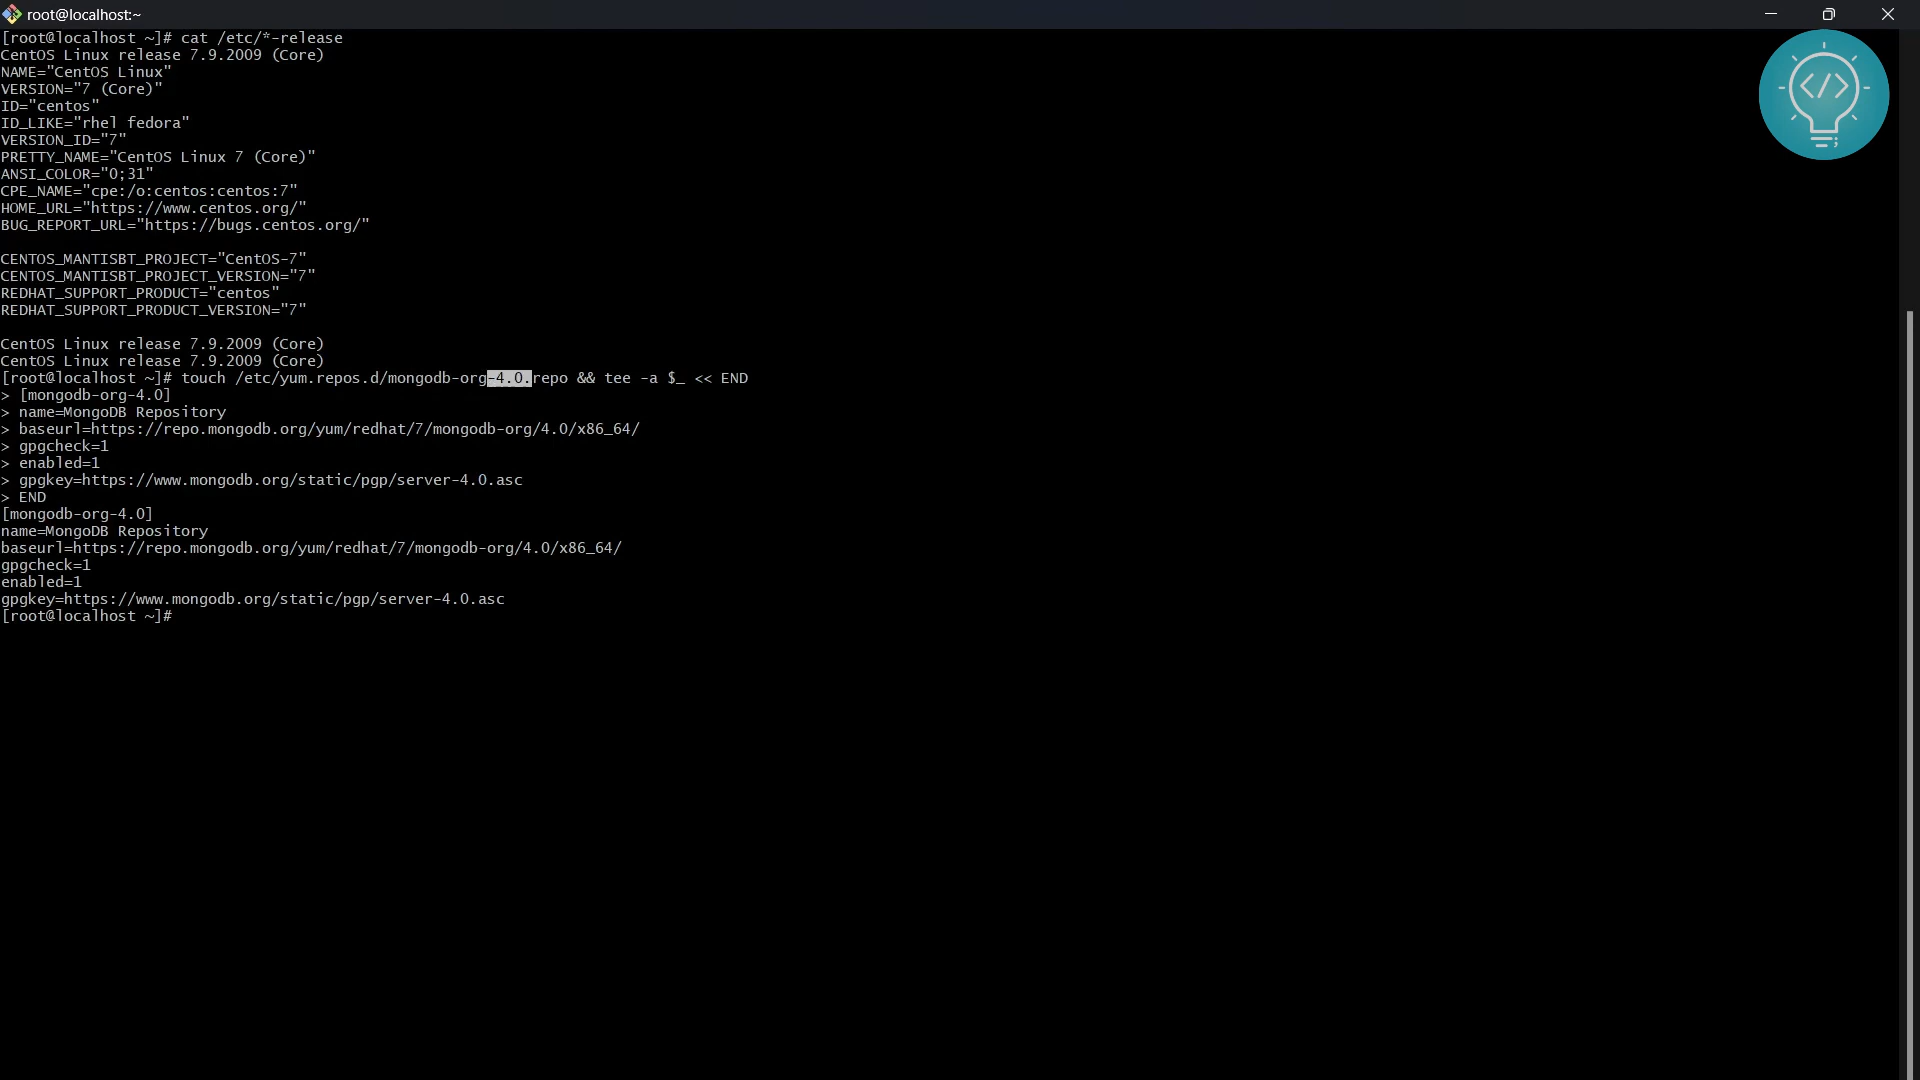 root@localhost:~
[root@localhost ~]# cat /etc/*-release
CentOS Linux release 7.9.2009 (Core)
NAME="CentOS Linux"
VERSION="7 (Core)"
ID="centos"
ID_LIKE="rhel fedora"
VERSION_ID="7"
PRETTY_NAME="CentOS Linux 7 (Core)"
ANSI_COLOR="0;31"
CPE_NAME="cpe:/o:centos:centos:7"
HOME_URL="https://www.centos.org/"
BUG_REPORT_URL="https://bugs.centos.org/"
CENTOS_MANTISBT_PROJECT="CentOS-7"
CENTOS_MANTISBT_PROJECT_VERSION="7"
REDHAT_SUPPORT_PRODUCT="centos"
REDHAT_SUPPORT_PRODUCT_VERSION="7"
CentOS Linux release 7.9.2009 (Core)
CentOS Linux release 7.9.2009 (Core)
[root@localhost ~]# touch /etc/yum.repos.d/mongodb-org-4.0.repo && tee -a $_ << END
> [mongodb-org-4.0]
> name=MongoDB Repository
> baseurl=https://repo.mongodb.org/yum/redhat/7/mongodb-org/4.0/x86_64/
> gpgcheck=1
> enabled=1
> gpgkey=https://www.mongodb.org/static/pgp/server-4.0.asc
> END
[mongodb-org-4.0]
name=MongoDB Repository
baseurl=https://repo.mongodb.org/yum/redhat/7/mongodb-org/4.0/x86_64/
gpgcheck=1
enabled=1
gpgkey=https://www.mongodb.org/static/pgp/server-4.0.asc
[root@localhost ~]#